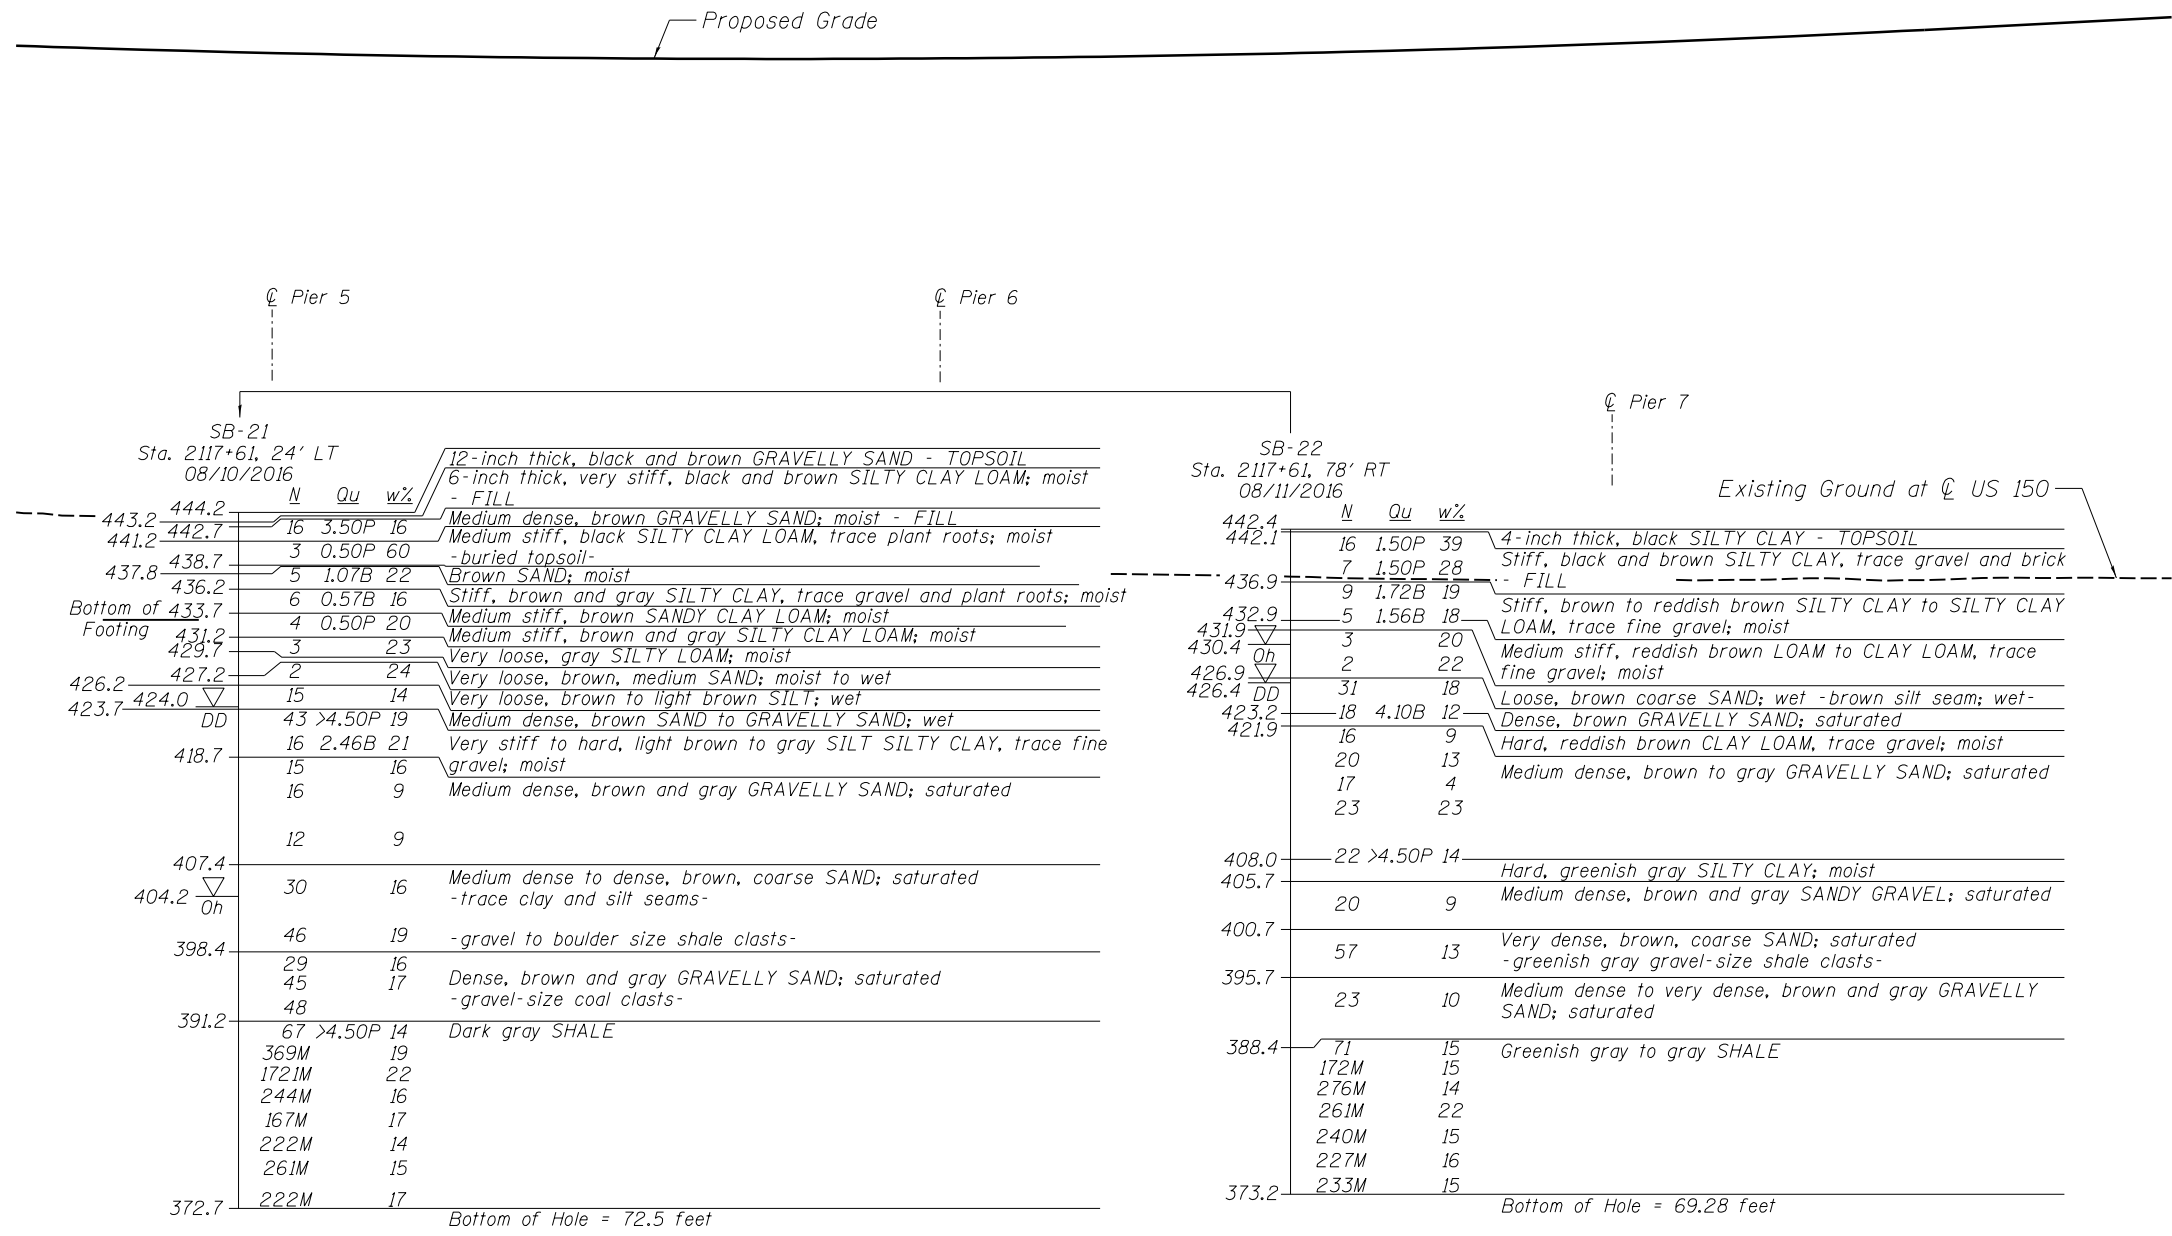 Proposed Grade
℄ Pier 5
℄ Pier 6
℄ Pier 7
Existing Ground at ℄ US 150
Bottom of
Footing
SB-21
Sta. 2117+61, 24' LT
08/10/2016
N Qu w%
444.2
443.2
442.7
441.2
438.7
437.8
436.2
433.7
431.2
429.7
427.2
426.2
424.0
DD
423.7
418.7
407.4
404.2
0h
398.4
391.2
372.7
16 3.50P 16
3 0.50P 60
5 1.07B 22
6 0.57B 16
4 0.50P 20
3 23
2 24
15 14
43 >4.50P 19
16 2.46B 21
15 16
16 9
12 9
30 16
46 19
29 16
45 17
48
67 >4.50P 14
369M 19
1721M 22
244M 16
167M 17
222M 14
261M 15
222M 17
12-inch thick, black and brown GRAVELLY SAND - TOPSOIL
6-inch thick, very stiff, black and brown SILTY CLAY LOAM; moist
- FILL
Medium dense, brown GRAVELLY SAND; moist - FILL
Medium stiff, black SILTY CLAY LOAM, trace plant roots; moist
-buried topsoil-
Brown SAND; moist
Stiff, brown and gray SILTY CLAY, trace gravel and plant roots; moist
Medium stiff, brown SANDY CLAY LOAM; moist
Medium stiff, brown and gray SILTY CLAY LOAM; moist
Very loose, gray SILTY LOAM; moist
Very loose, brown, medium SAND; moist to wet
Very loose, brown to light brown SILT; wet
Medium dense, brown SAND to GRAVELLY SAND; wet
Very stiff to hard, light brown to gray SILT SILTY CLAY, trace fine
gravel; moist
Medium dense, brown and gray GRAVELLY SAND; saturated
Medium dense to dense, brown, coarse SAND; saturated
-trace clay and silt seams-
-gravel to boulder size shale clasts-
Dense, brown and gray GRAVELLY SAND; saturated
-gravel-size coal clasts-
Dark gray SHALE
Bottom of Hole = 72.5 feet
SB-22
Sta. 2117+61, 78' RT
08/11/2016
N Qu w%
442.4
442.1
436.9
432.9
431.9
430.4
0h
426.9
426.4
DD
423.2
421.9
408.0
405.7
400.7
395.7
388.4
373.2
16 1.50P 39
7 1.50P 28
9 1.72B 19
5 1.56B 18
3 20
2 22
31 18
18 4.10B 12
16 9
20 13
17 4
23 23
22 >4.50P 14
20 9
57 13
23 10
71 15
172M 15
276M 14
261M 22
240M 15
227M 16
233M 15
4-inch thick, black SILTY CLAY - TOPSOIL
Stiff, black and brown SILTY CLAY, trace gravel and brick
- FILL
Stiff, brown to reddish brown SILTY CLAY to SILTY CLAY
LOAM, trace fine gravel; moist
Medium stiff, reddish brown LOAM to CLAY LOAM, trace
fine gravel; moist
Loose, brown coarse SAND; wet -brown silt seam; wet-
Dense, brown GRAVELLY SAND; saturated
Hard, reddish brown CLAY LOAM, trace gravel; moist
Medium dense, brown to gray GRAVELLY SAND; saturated
Hard, greenish gray SILTY CLAY; moist
Medium dense, brown and gray SANDY GRAVEL; saturated
Very dense, brown, coarse SAND; saturated
-greenish gray gravel-size shale clasts-
Medium dense to very dense, brown and gray GRAVELLY
SAND; saturated
Greenish gray to gray SHALE
Bottom of Hole = 69.28 feet